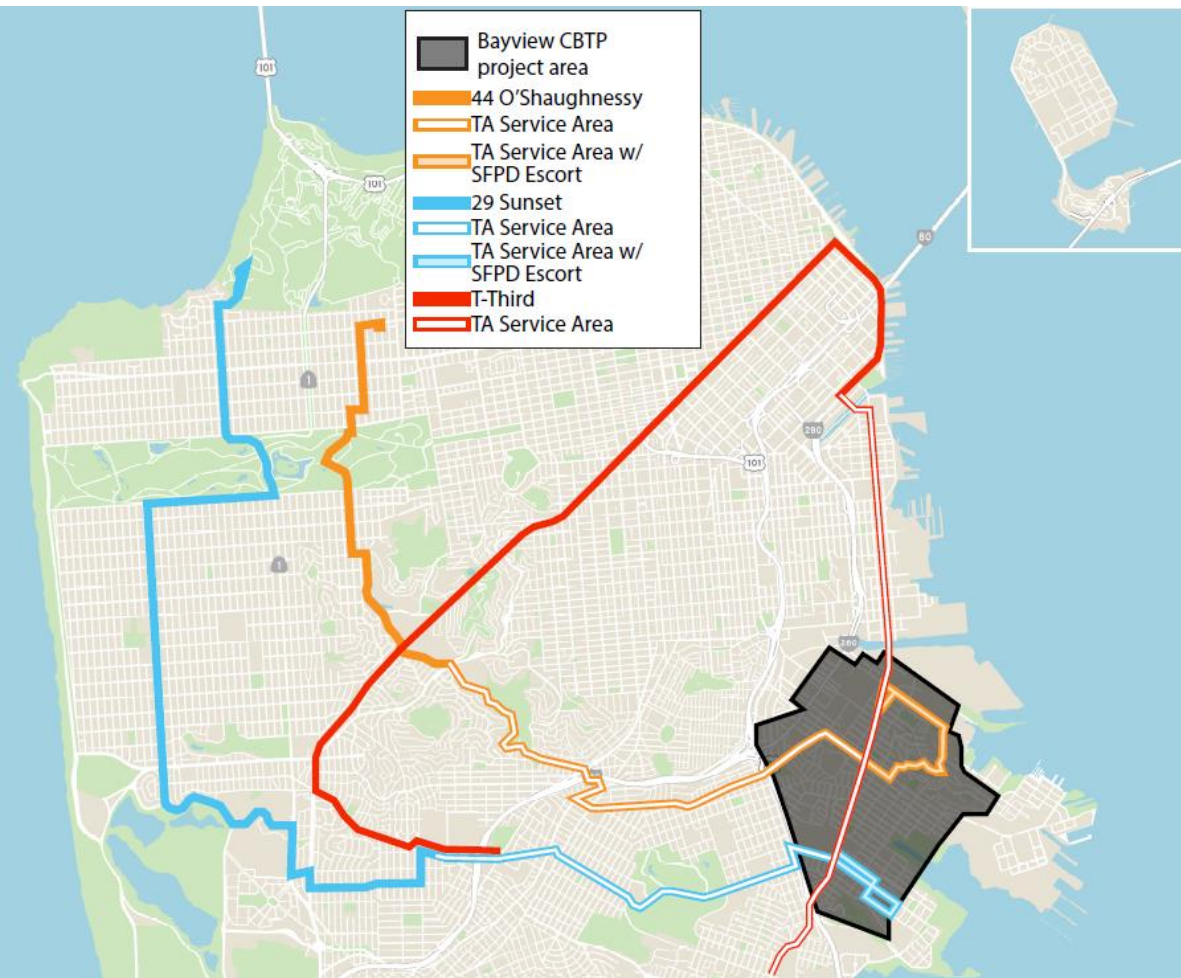 Bayview CBTP
project area
44 O'Shaughnessy
TA Service Area
TA Service Area w/
SFPD Escort
29 Sunset
TA Service Area
TA Service Area w/
SFPD Escort
T-Third
TA Service Area
101
101
80
1
280
101
1
280